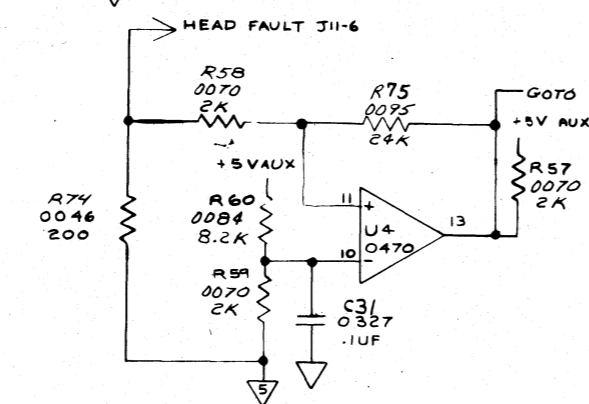 HEAD FAULT J11-6
R58
0070
2K
R75
0095
24K
GOTO
+5V AUX
+5VAUX
R57
0070
2K
R74
0046
200
R60
0084
8.2K
11
+
U4
0470
13
10
-
R59
0070
2K
C31
0327
.1UF
5